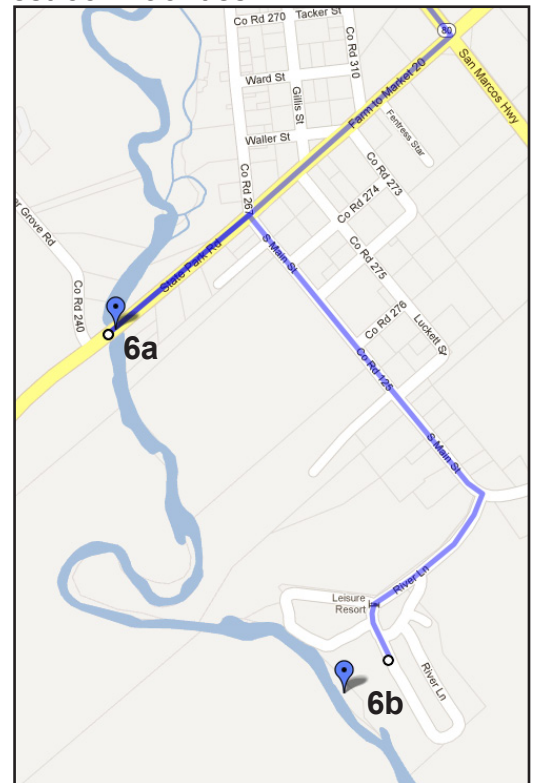 Co Rd 270
Tacker St
80
Co Rd 310
San Marcos Hwy
Ward St
Gillis St
Farm to Market 20
Fentress Star
Waller St
Co Rd 267
Co Rd 274
Co Rd 273
er Grove Rd
State Park Rd
S Main St
Co Rd 275
Co Rd 240
6a
Co Rd 276
Luckett St
Co Rd 125
S Main St
River Ln
Leisure
Resort
River Ln
6b